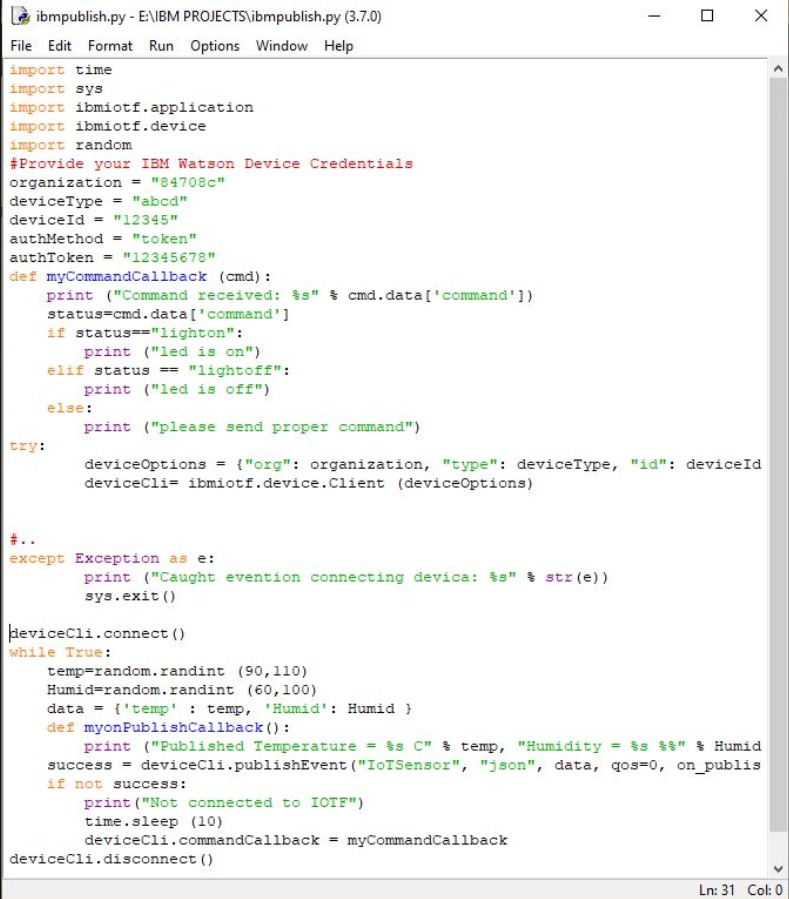 ibmpublish.py - E:\IBM PROJECTS\ibmpublish.py (3.7.0)
File Edit Format Run Options Window Help
import time
import sys
import ibmiotf.application
import ibmiotf.device
import random
#Provide your IBM Watson Device Credentials
organization = "84708c"
deviceType = "abcd"
deviceId = "12345"
authMethod = "token"
authToken = "12345678"
def myCommandCallback (cmd):
    print ("Command received: %s" % cmd.data['command'])
    status=cmd.data['command']
    if status=="lighton":
        print ("led is on")
    elif status == "lightoff":
        print ("led is off")
    else:
        print ("please send proper command")
try:
        deviceOptions = {"org": organization, "type": deviceType, "id": deviceId
        deviceCli= ibmiotf.device.Client (deviceOptions)
#..
except Exception as e:
        print ("Caught evention connecting devica: %s" % str(e))
        sys.exit()
deviceCli.connect()
while True:
    temp=random.randint (90,110)
    Humid=random.randint (60,100)
    data = {'temp' : temp, 'Humid': Humid }
    def myonPublishCallback():
        print ("Published Temperature = %s C" % temp, "Humidity = %s %%" % Humid
    success = deviceCli.publishEvent("IoTSensor", "json", data, qos=0, on_publis
    if not success:
        print("Not connected to IOTF")
        time.sleep (10)
        deviceCli.commandCallback = myCommandCallback
deviceCli.disconnect()
Ln: 31 Col: 0